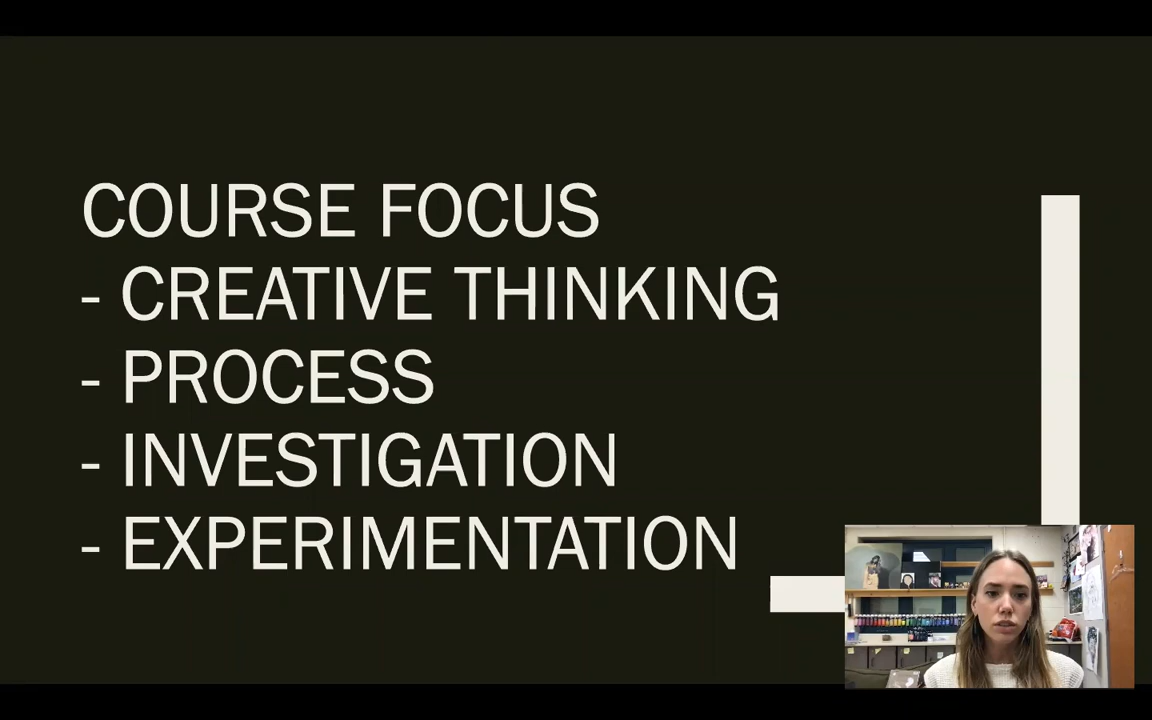 COURSE FOCUS
- CREATIVE THINKING
- PROCESS
- INVESTIGATION
- EXPERIMENTATION